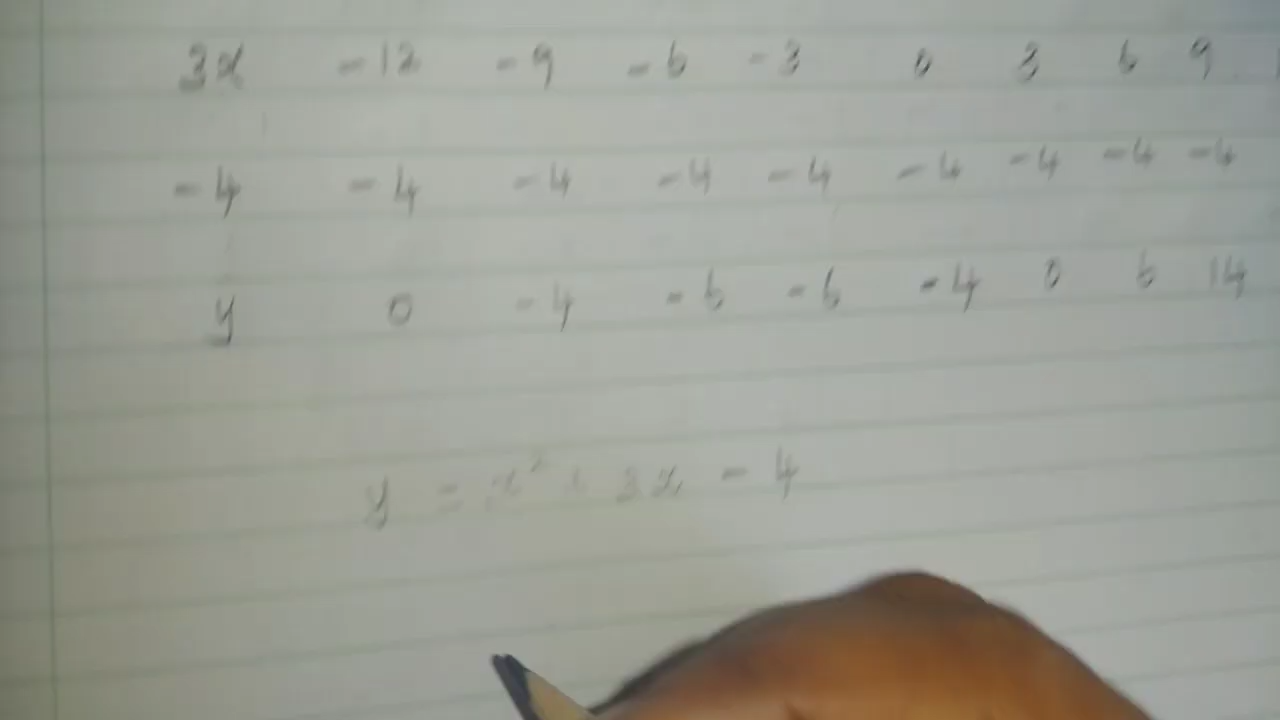 3x -12 -9 -6 -3 0 3 6 9
-4 -4 -4 -4 -4 -4 -4 -4 -4
y 0 -4 -6 -6 -4 0 6 14
y = x² + 3x - 4